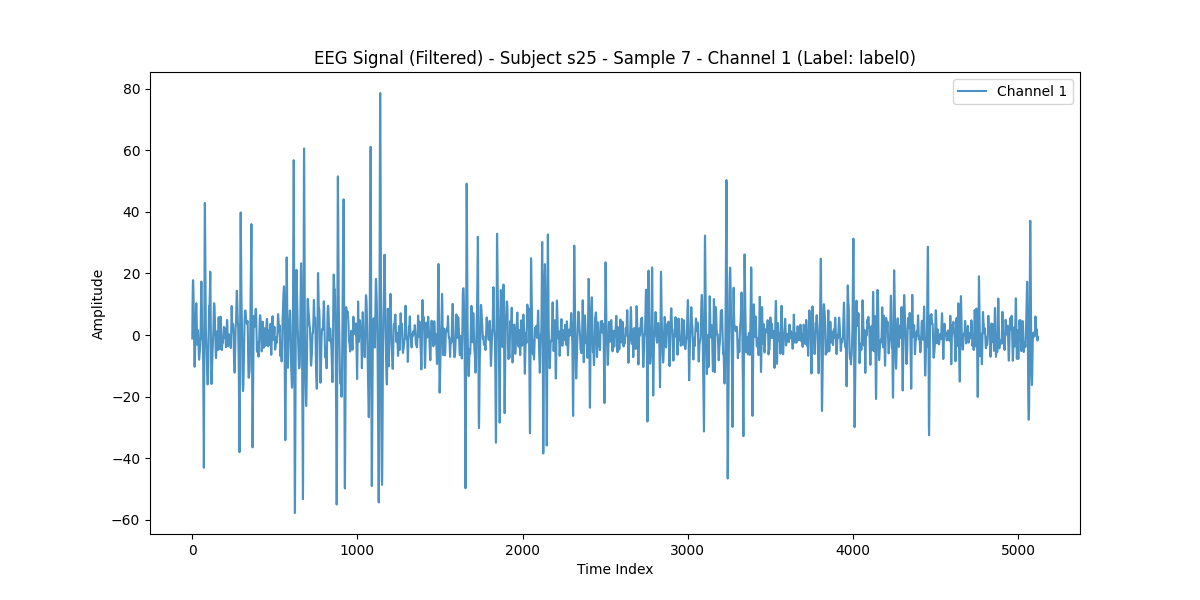 EEG Signal (Filtered) - Subject s25 - Sample 7 - Channel 1 (Label: label0)
Channel 1
80
60
40
20
0
−20
−40
−60
Amplitude
0 1000 2000 3000 4000 5000
Time Index